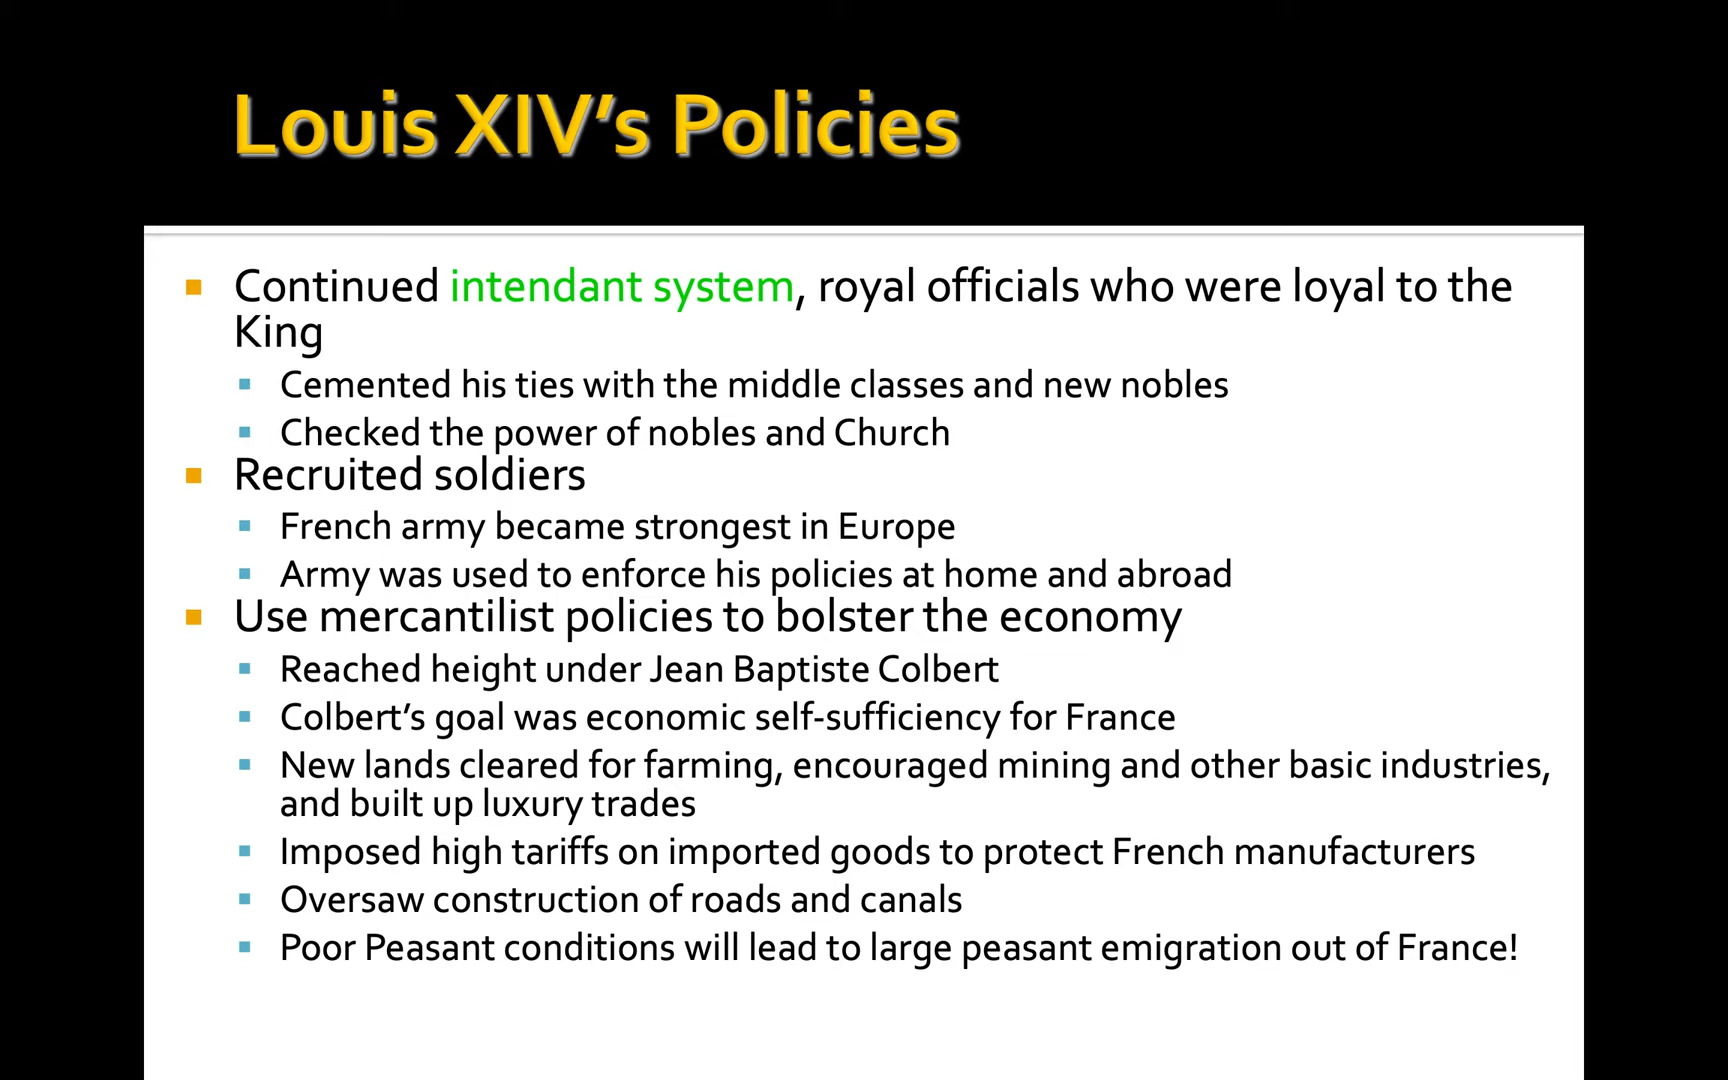 Louis XIV’s Policies
Continued intendant system, royal officials who were loyal to the
King
Cemented his ties with the middle classes and new nobles
Checked the power of nobles and Church
Recruited soldiers
French army became strongest in Europe
Army was used to enforce his policies at home and abroad
Use mercantilist policies to bolster the economy
Reached height under Jean Baptiste Colbert
Colbert’s goal was economic self-sufficiency for France
New lands cleared for farming, encouraged mining and other basic industries,
and built up luxury trades
Imposed high tariffs on imported goods to protect French manufacturers
Oversaw construction of roads and canals
Poor Peasant conditions will lead to large peasant emigration out of France!